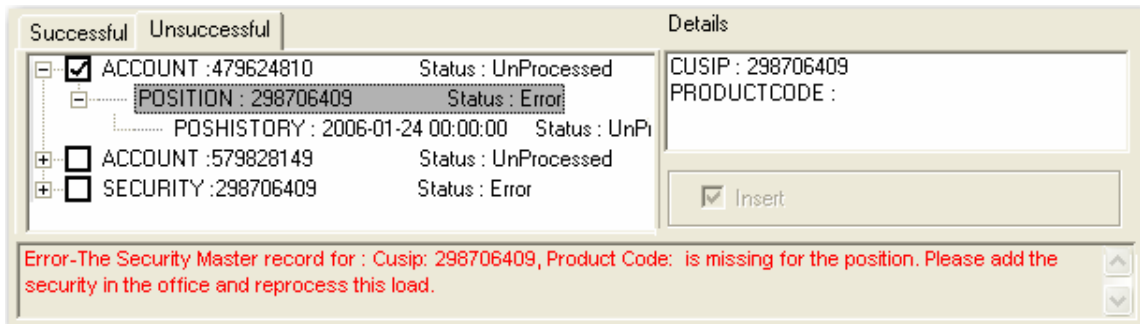 Successful Unsuccessful Details
ACCOUNT :479624810 Status : UnProcessed
POSITION : 298706409 Status : Error
POSHISTORY : 2006-01-24 00:00:00 Status :
ACCOUNT :579828149 Status : UnProcessed
SECURITY :298706409 Status : Error
CUSIP : 298706409
PRODUCTCODE :
Insert
Error-The Security Master record for : Cusip: 298706409, Product Code:  is missing for the position. Please add the
security in the office and reprocess this load.